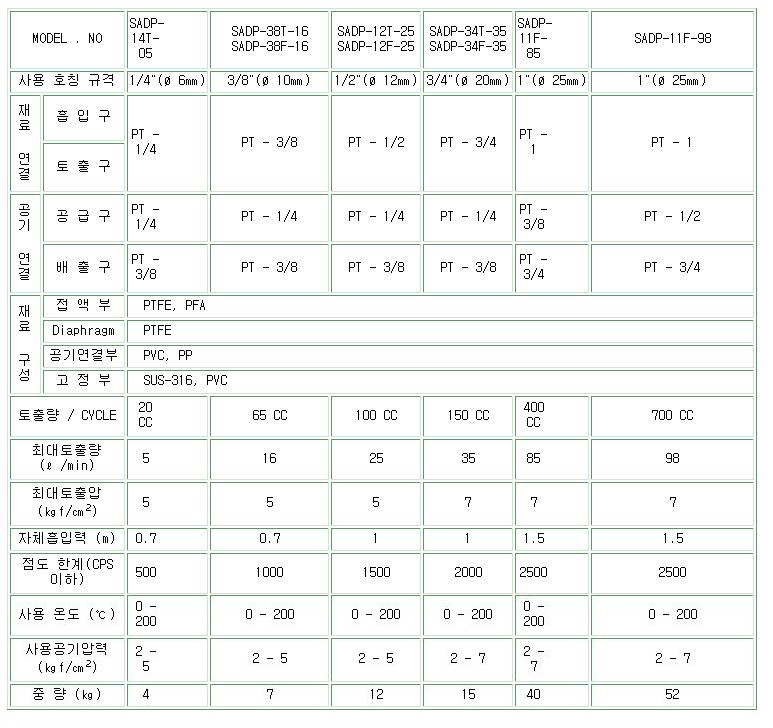 MODEL . NO
SADP-
14T-
05
SADP-38T-16
SADP-38F-16
SADP-12T-25
SADP-12F-25
SADP-34T-35
SADP-34F-35
SADP-
11F-
85
SADP-11F-98
사용 호칭 규격
1/4"(Ø 6㎜)
3/8"(Ø 10㎜)
1/2"(Ø 12㎜)
3/4"(Ø 20㎜)
1"(Ø 25㎜)
1"(Ø 25㎜)
재
료
연
결
흡 입 구
토 출 구
PT -
1/4
PT - 3/8
PT - 1/2
PT - 3/4
PT -
1
PT - 1
공
기
연
결
공 급 구
PT -
1/4
PT - 1/4
PT - 1/4
PT - 1/4
PT -
3/8
PT - 1/2
배 출 구
PT -
3/8
PT - 3/8
PT - 3/8
PT - 3/8
PT -
3/4
PT - 3/4
재
료
구
성
접 액 부
PTFE, PFA
Diaphragm
PTFE
공기연결부
PVC, PP
고 정 부
SUS-316, PVC
토출량 / CYCLE
20
CC
65 CC
100 CC
150 CC
400
CC
700 CC
최대토출량
(ℓ /min)
5
16
25
35
85
98
최대토출압
(㎏f/㎝²)
5
5
5
7
7
7
자체흡입력 (m)
0.7
0.7
1
1
1.5
1.5
점도 한계(CPS
이하)
500
1000
1500
2000
2500
2500
사용 온도 (℃)
0 -
200
0 - 200
0 - 200
0 - 200
0 -
200
0 - 200
사용공기압력
(㎏f/㎝²)
2 -
5
2 - 5
2 - 5
2 - 7
2 -
7
2 - 7
중 량 (㎏)
4
7
12
15
40
52